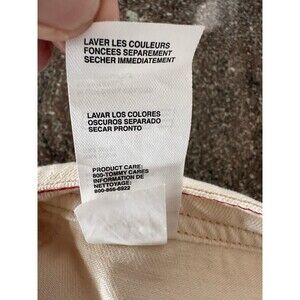 LAVER LES COULEURS
FONCEES SEPAREMENT
SECHER IMMEDIATEMENT
LAVAR LOS COLORES
OSCUROS SEPARADO
SECAR PRONTO
PRODUCT CARE:
800-TOMMY CARES
INFORMATION DE
NETTOYAGE:
800-866-6922